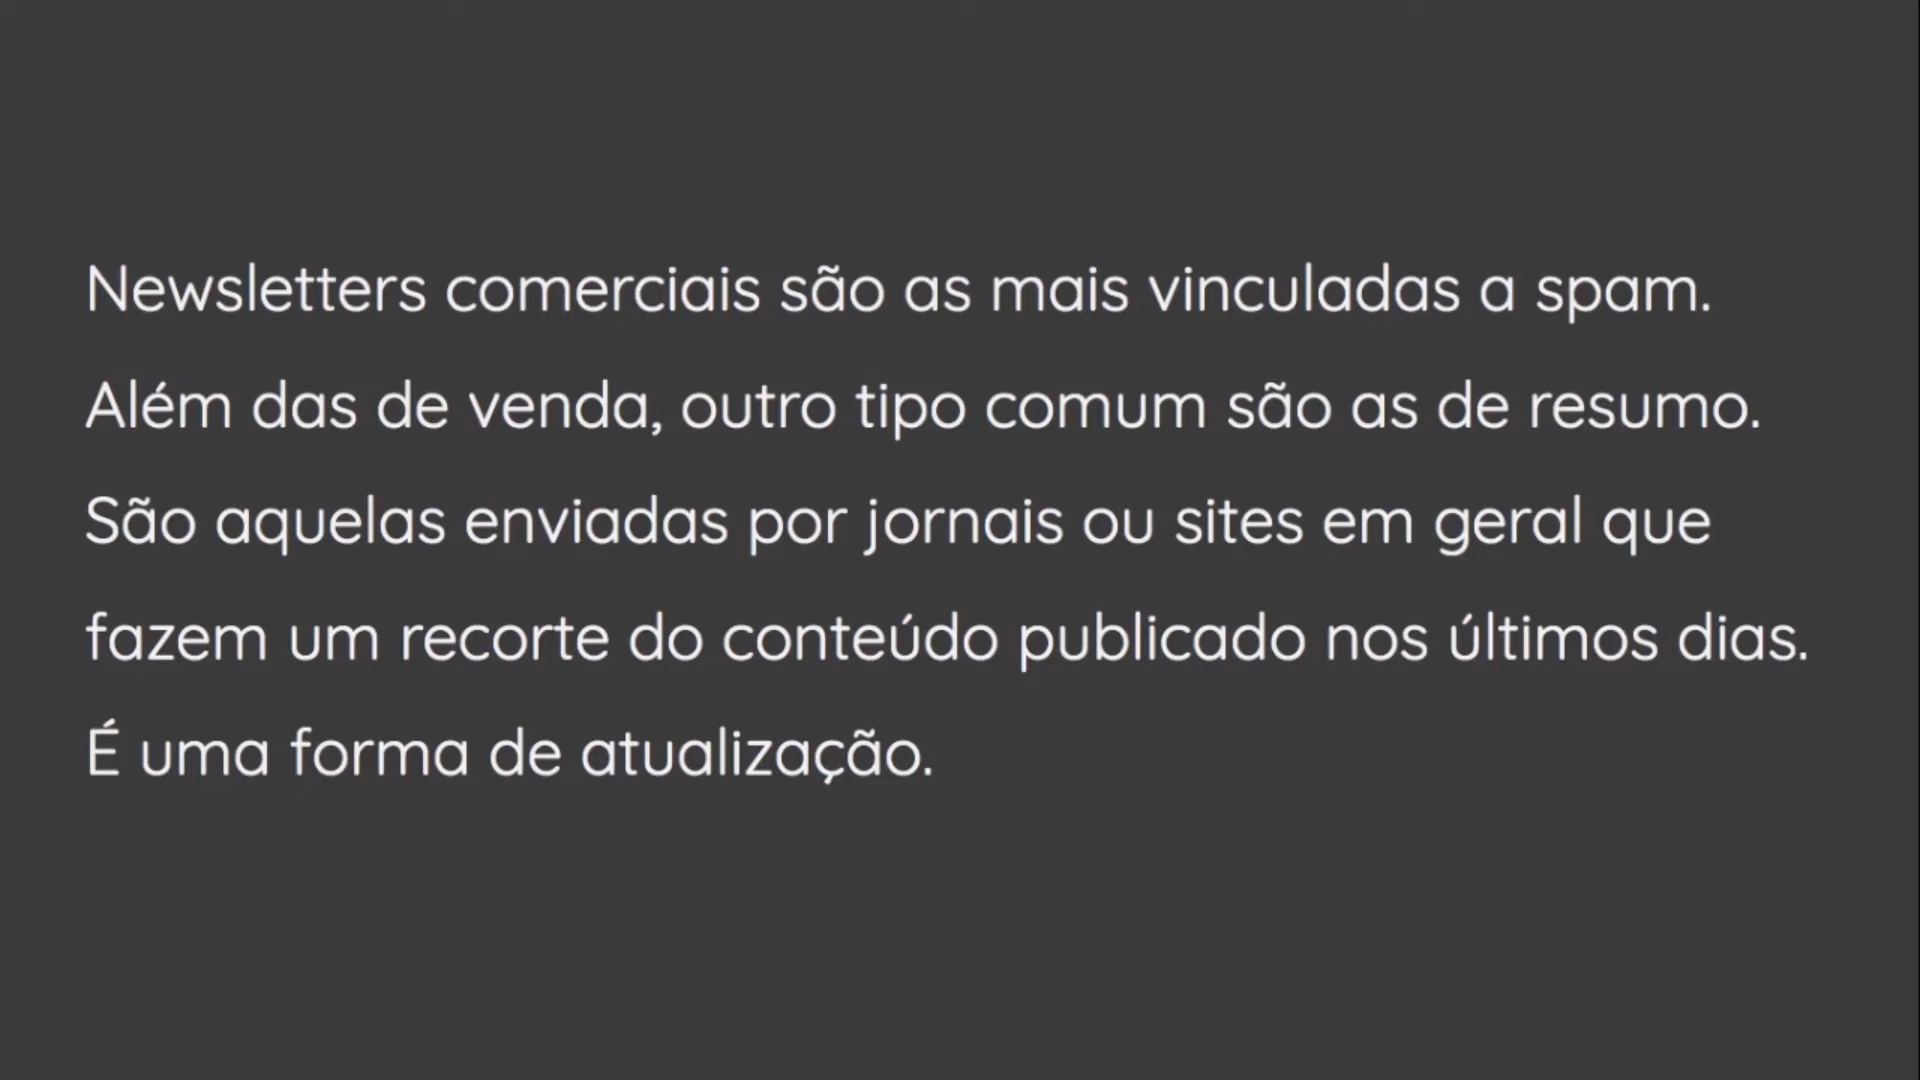 Newsletters comerciais são as mais vinculadas a spam.
Além das de venda, outro tipo comum são as de resumo.
São aquelas enviadas por jornais ou sites em geral que
fazem um recorte do conteúdo publicado nos últimos dias.
É uma forma de atualização.